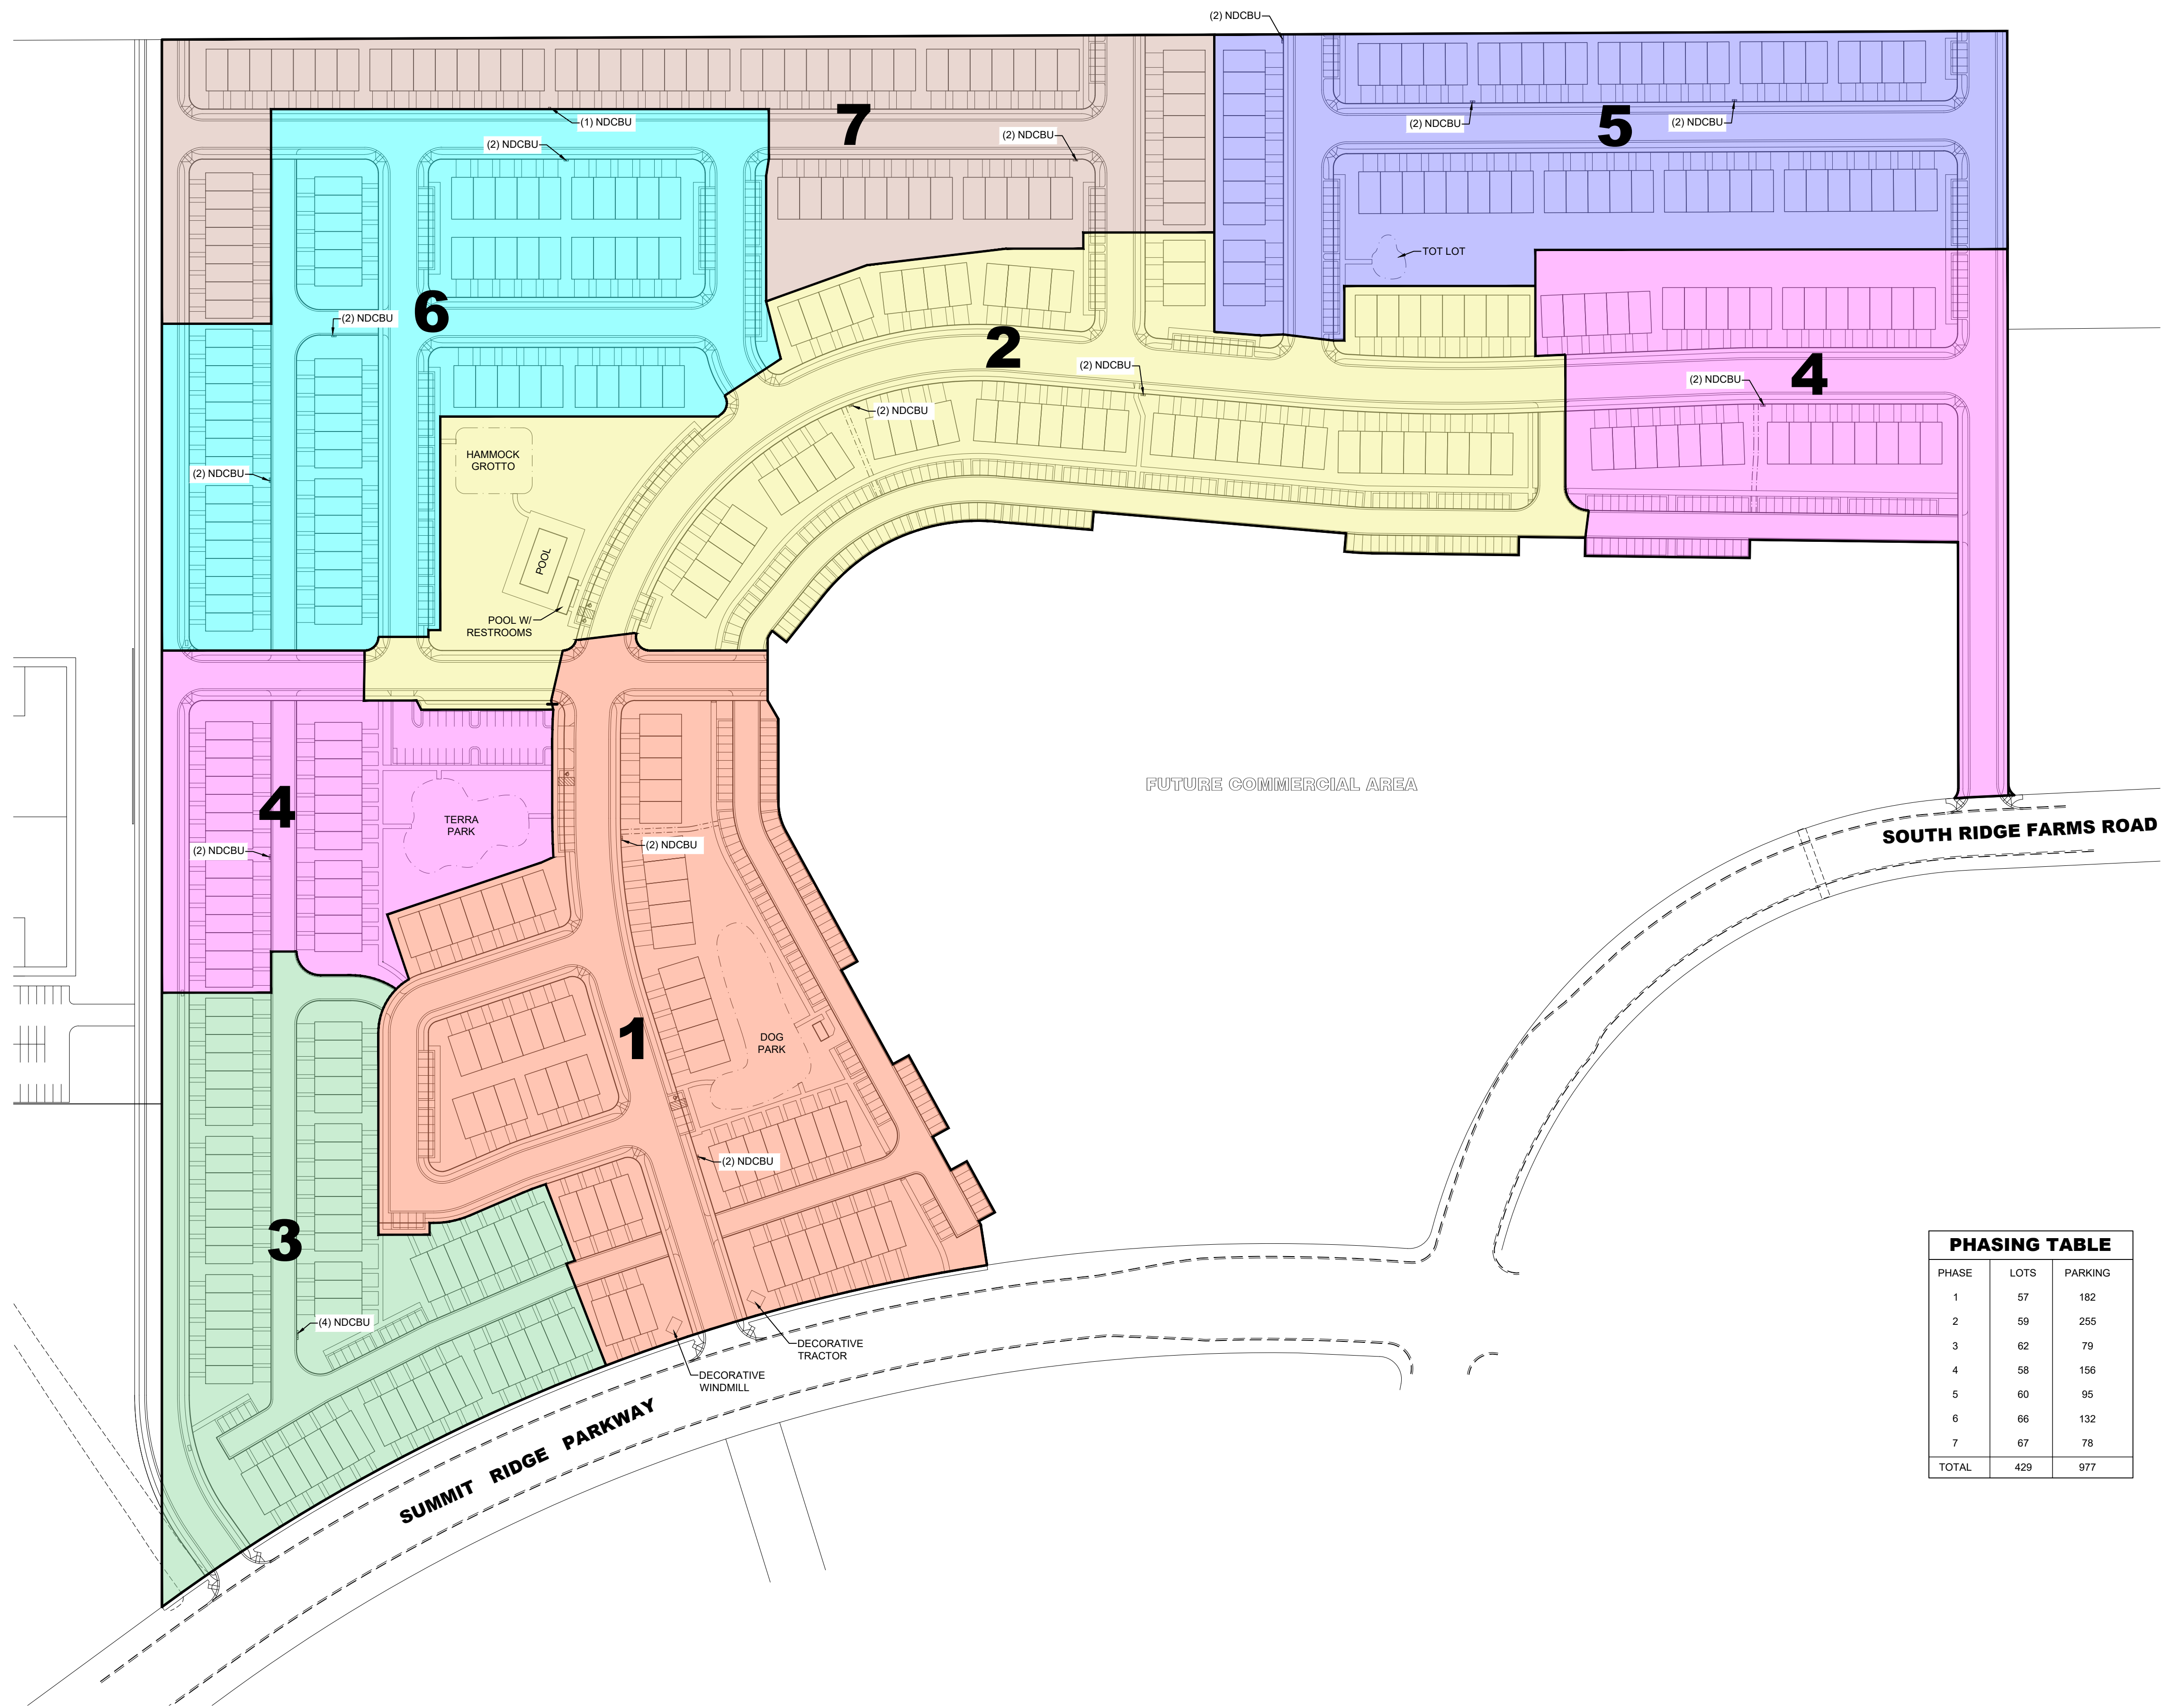 (2) NDCBU
7
5
(1) NDCBU
(2) NDCBU
(2) NDCBU
(2) NDCBU
(2) NDCBU
TOT LOT
6
(2) NDCBU
2
(2) NDCBU
(2) NDCBU
4
(2) NDCBU
HAMMOCK
GROTTO
(2) NDCBU
POOL
POOL W/
RESTROOMS
4
TERRA
PARK
(2) NDCBU
(2) NDCBU
FUTURE COMMERCIAL AREA
SOUTH RIDGE FARMS ROAD
1
DOG
PARK
(2) NDCBU
3
(4) NDCBU
DECORATIVE
TRACTOR
DECORATIVE
WINDMILL
SUMMIT RIDGE PARKWAY
PHASING TABLE
PHASE LOTS PARKING
1 57 182
2 59 255
3 62 79
4 58 156
5 60 95
6 66 132
7 67 78
TOTAL 429 977